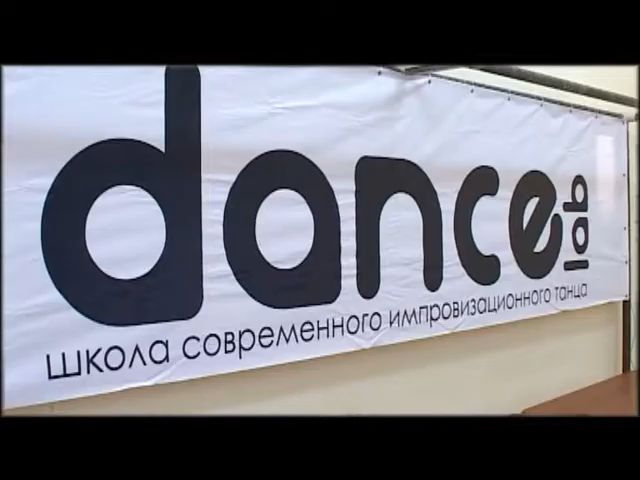 dance lab
школа современного импровизационного танца